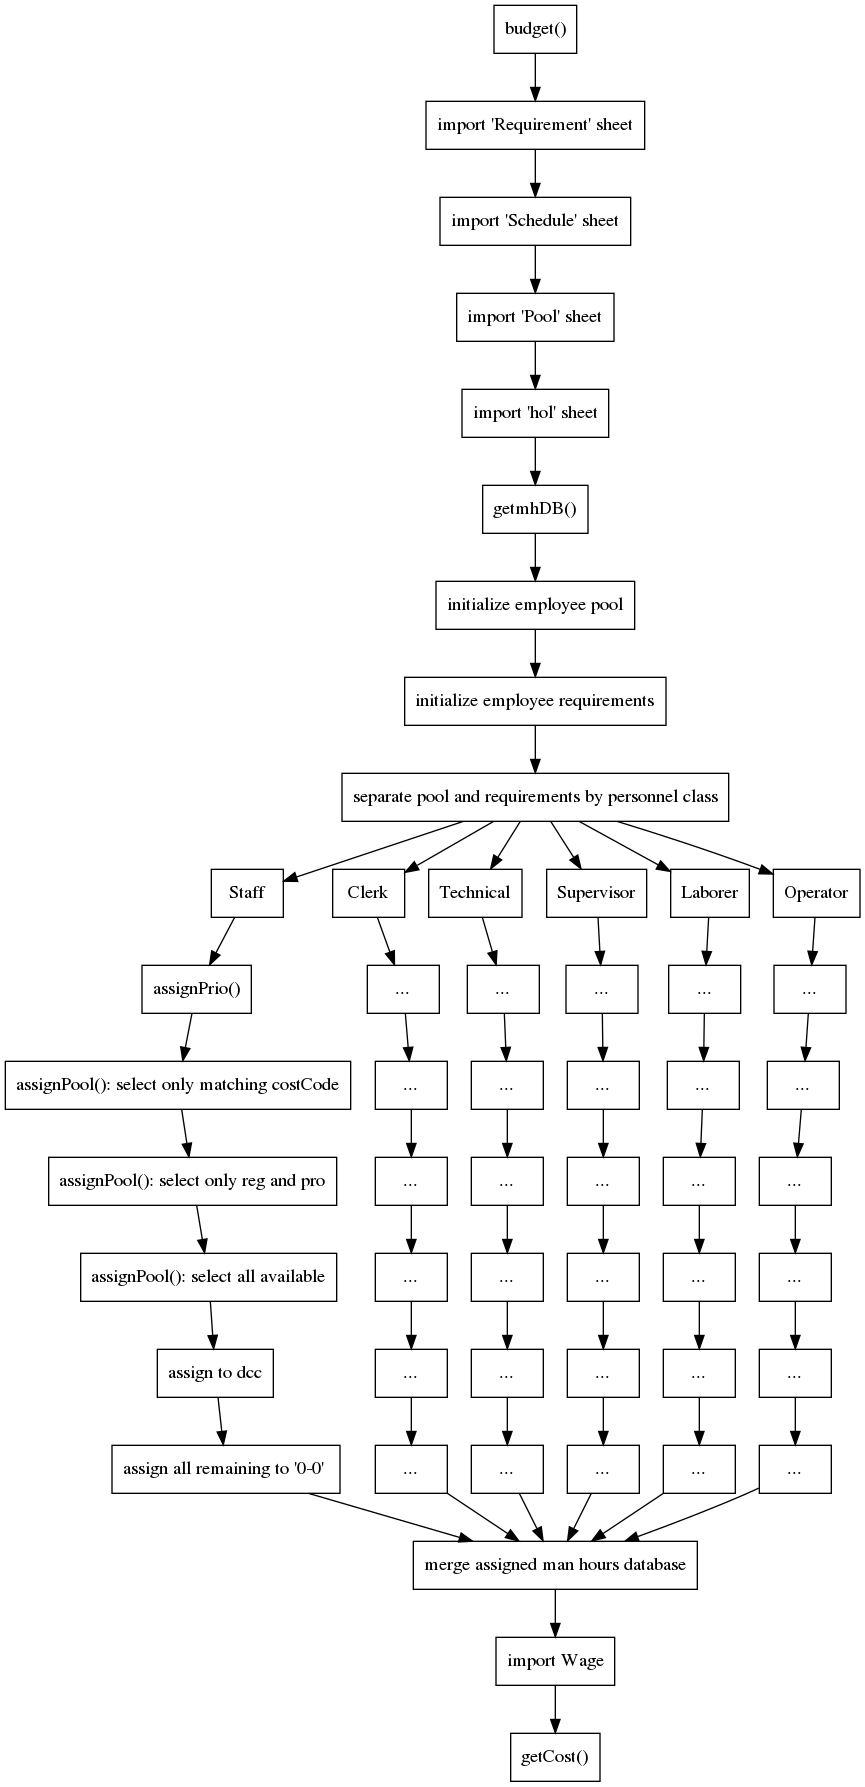 budget()
import 'Requirement' sheet
import 'Schedule' sheet
import 'Pool' sheet
import 'hol' sheet
getmhDB()
initialize employee pool
initialize employee requirements
separate pool and requirements by personnel class
Staff
Clerk
Technical
Supervisor
Laborer
Operator
assignPrio()
...
...
...
...
...
assignPool(): select only matching costCode
...
...
...
...
...
assignPool(): select only reg and pro
...
...
...
...
...
assignPool(): select all available
...
...
...
...
...
assign to dcc
...
...
...
...
...
assign all remaining to '0-0'
...
...
...
...
...
merge assigned man hours database
import Wage
getCost()